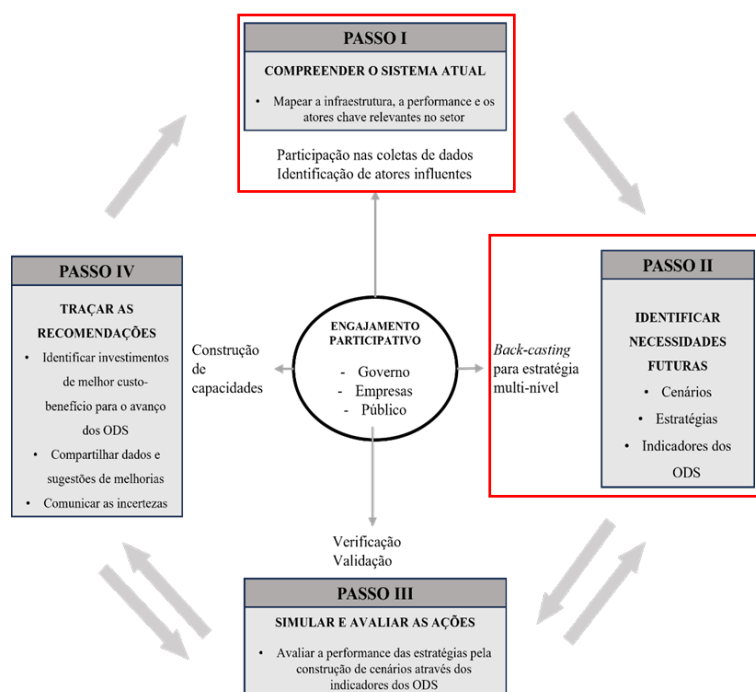 PASSO I
COMPREENDER O SISTEMA ATUAL
• Mapear a infraestrutura, a performance e os
atores chave relevantes no setor
Participação nas coletas de dados
Identificação de atores influentes
PASSO II
IDENTIFICAR
NECESSIDADES
FUTURAS
• Cenários
• Estratégias
• Indicadores dos
ODS
Back-casting
para estratégia
multi-nível
ENGAJAMENTO
PARTICIPATIVO
- Governo
- Empresas
- Público
Construção
de
capacidades
PASSO IV
TRAÇAR AS
RECOMENDAÇÕES
• Identificar investimentos
de melhor custo-
benefício para o avanço
dos ODS
• Compartilhar dados e
sugestões de melhorias
• Comunicar as incertezas
Verificação
Validação
PASSO III
SIMULAR E AVALIAR AS AÇÕES
• Avaliar a performance das estratégias pela
construção de cenários através dos
indicadores dos ODS